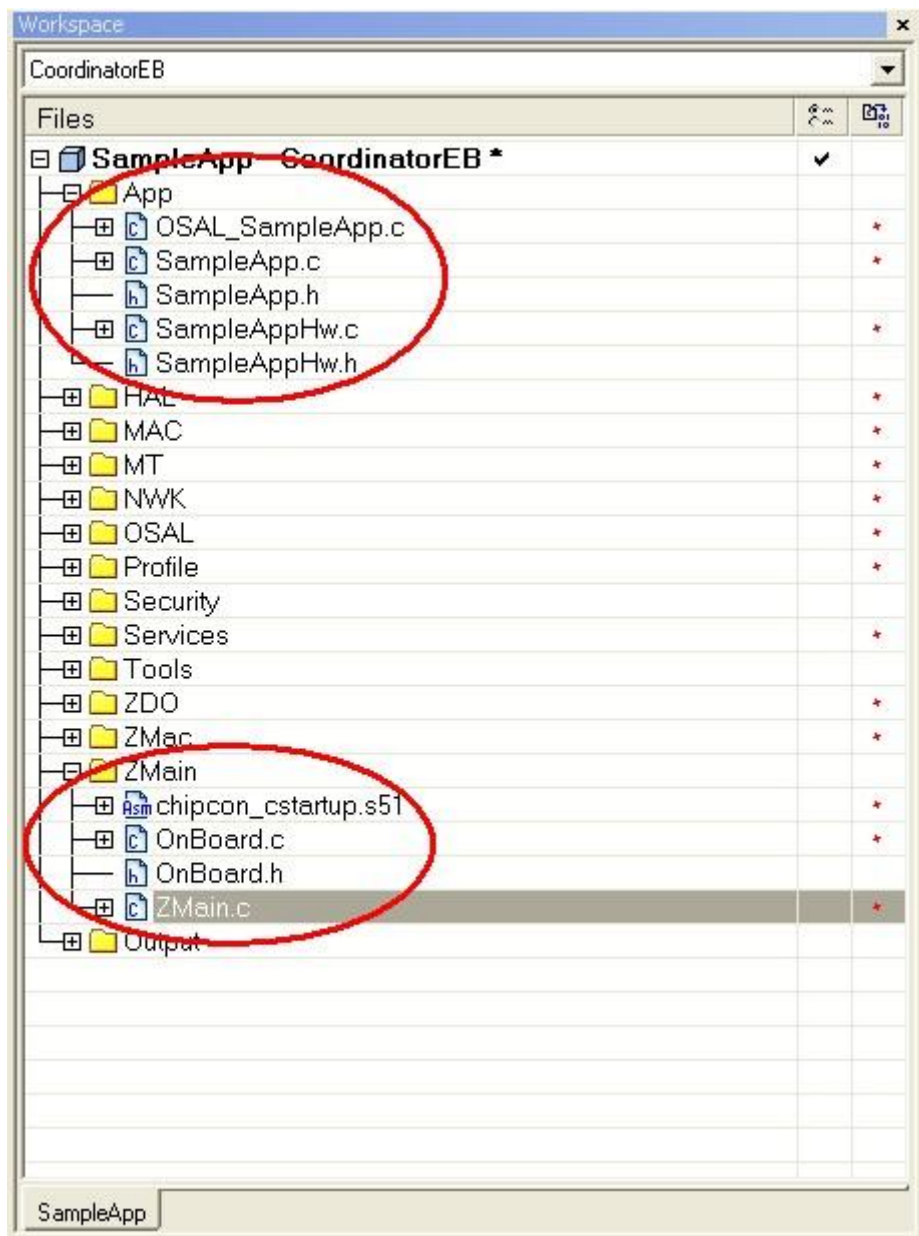 Workspace
CoordinatorEB
Files
SampleApp - CoordinatorEB *
App
OSAL_SampleApp.c
SampleApp.c
SampleApp.h
SampleAppHw.c
SampleAppHw.h
HAL
MAC
MT
NWK
OSAL
Profile
Security
Services
Tools
ZDO
ZMac
ZMain
Asm chipcon_cstartup.s51
OnBoard.c
OnBoard.h
ZMain.c
Output
SampleApp